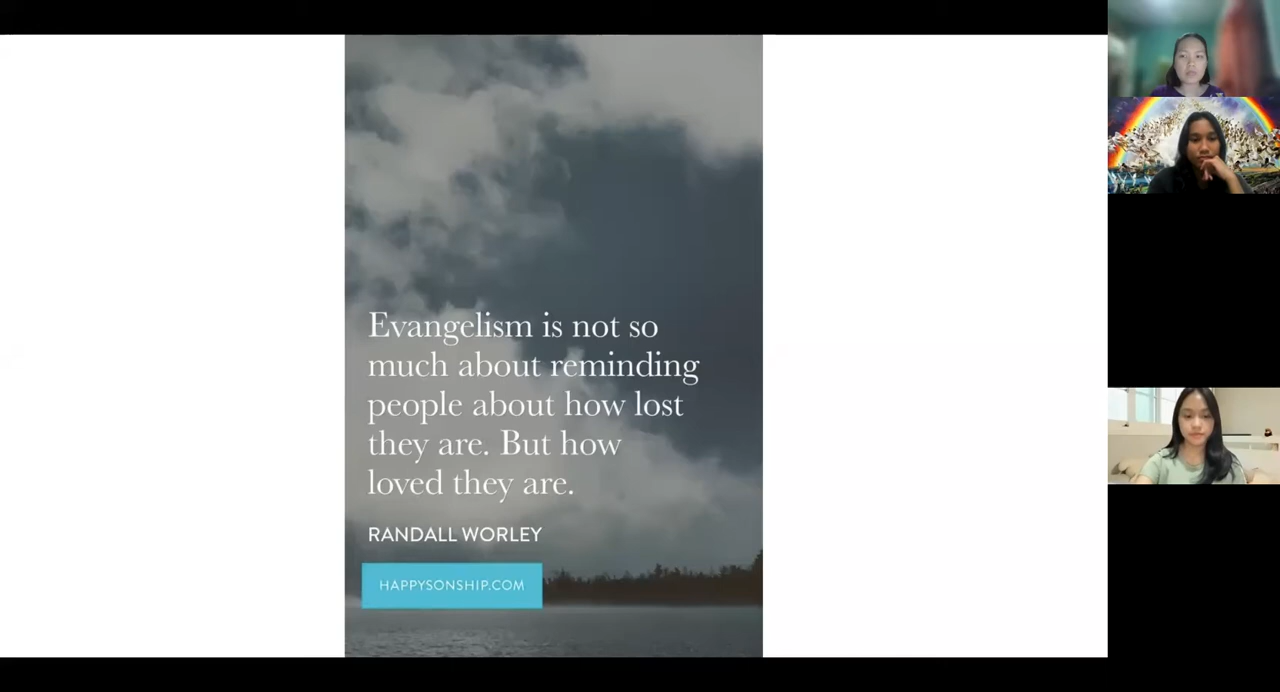 Evangelism is not so
much about reminding
people about how lost
they are. But how
loved they are.
RANDALL WORLEY
HAPPYSONSHIP.COM